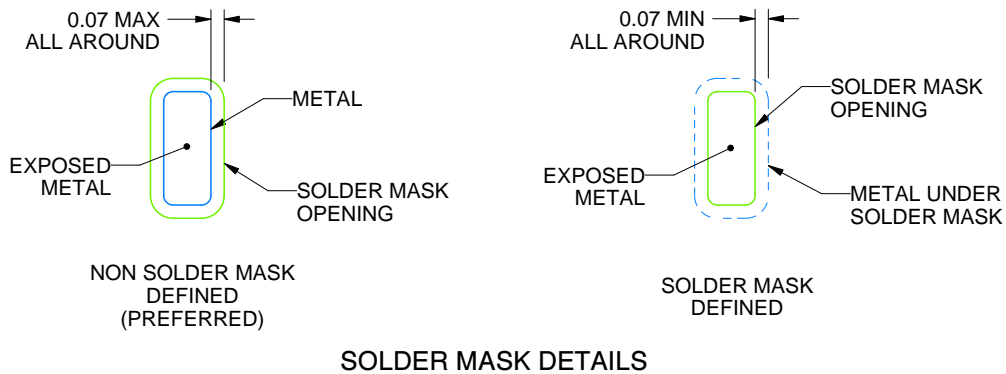 0.07 MAX
ALL AROUND
METAL
EXPOSED
METAL
SOLDER MASK
OPENING
NON SOLDER MASK
DEFINED
(PREFERRED)
0.07 MIN
ALL AROUND
SOLDER MASK
OPENING
EXPOSED
METAL
METAL UNDER
SOLDER MASK
SOLDER MASK
DEFINED
SOLDER MASK DETAILS